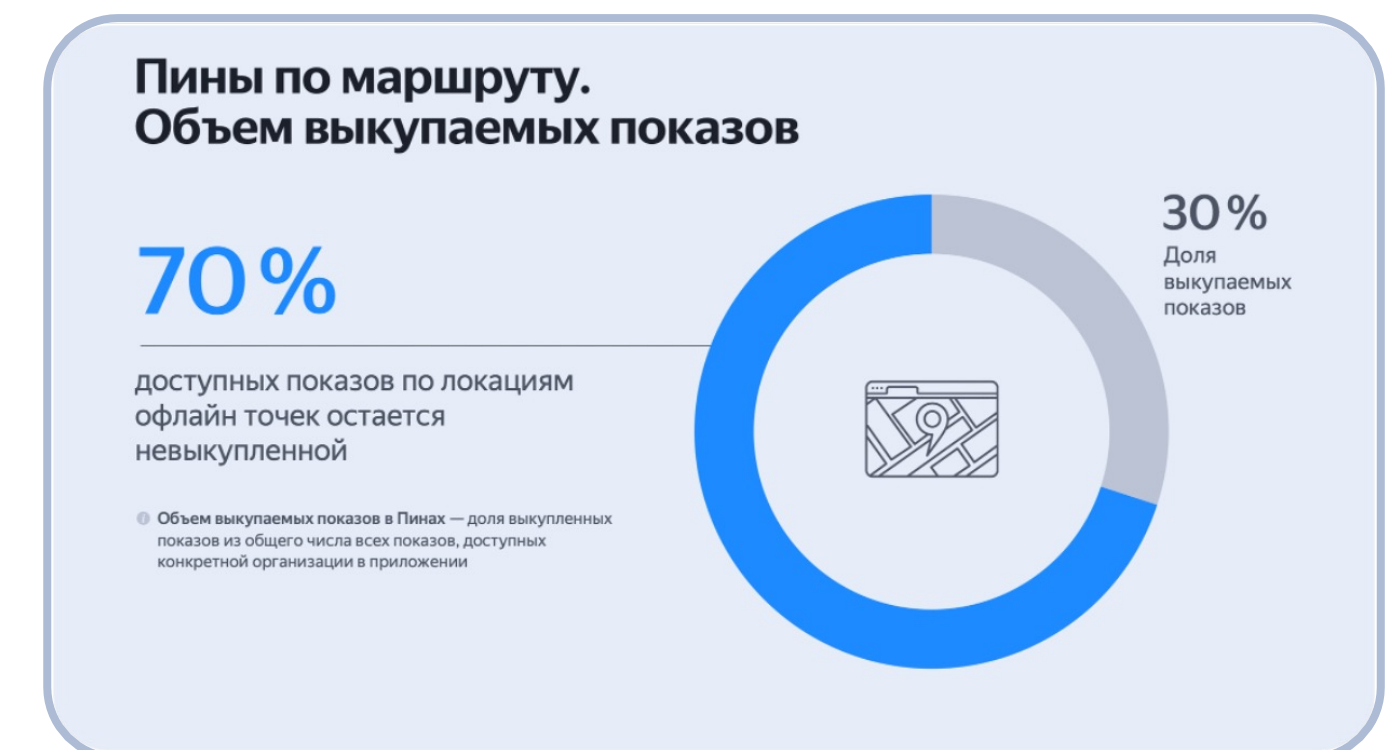 Пины по маршруту.
Объем выкупаемых показов
70 %
доступных показов по локациям
офлайн точек остается
невыкупленной
Объем выкупаемых показов в Пинах — доля выкупленных
показов из общего числа всех показов, доступных
конкретной организации в приложении
30 %
Доля
выкупаемых
показов